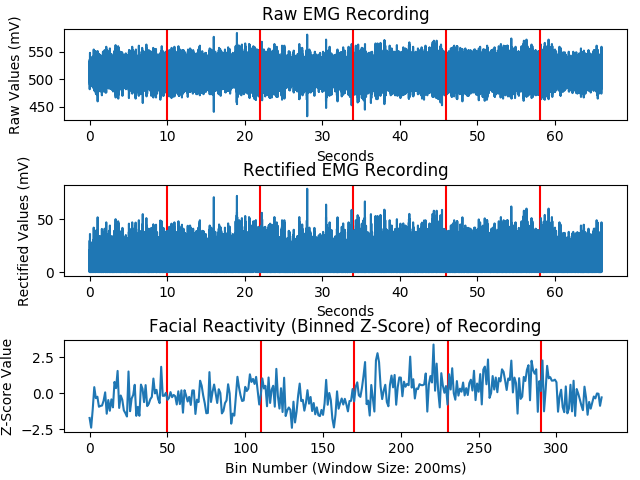 Raw EMG Recording
Raw Values (mV)
550
500
450
0 10 20 30 40 50 60
Seconds
Rectified EMG Recording
Rectified Values (mV)
50
0
0 10 20 30 40 50 60
Seconds
Facial Reactivity (Binned Z-Score) of Recording
Z-Score Value
2.5
0.0
−2.5
0 50 100 150 200 250 300
Bin Number (Window Size: 200ms)